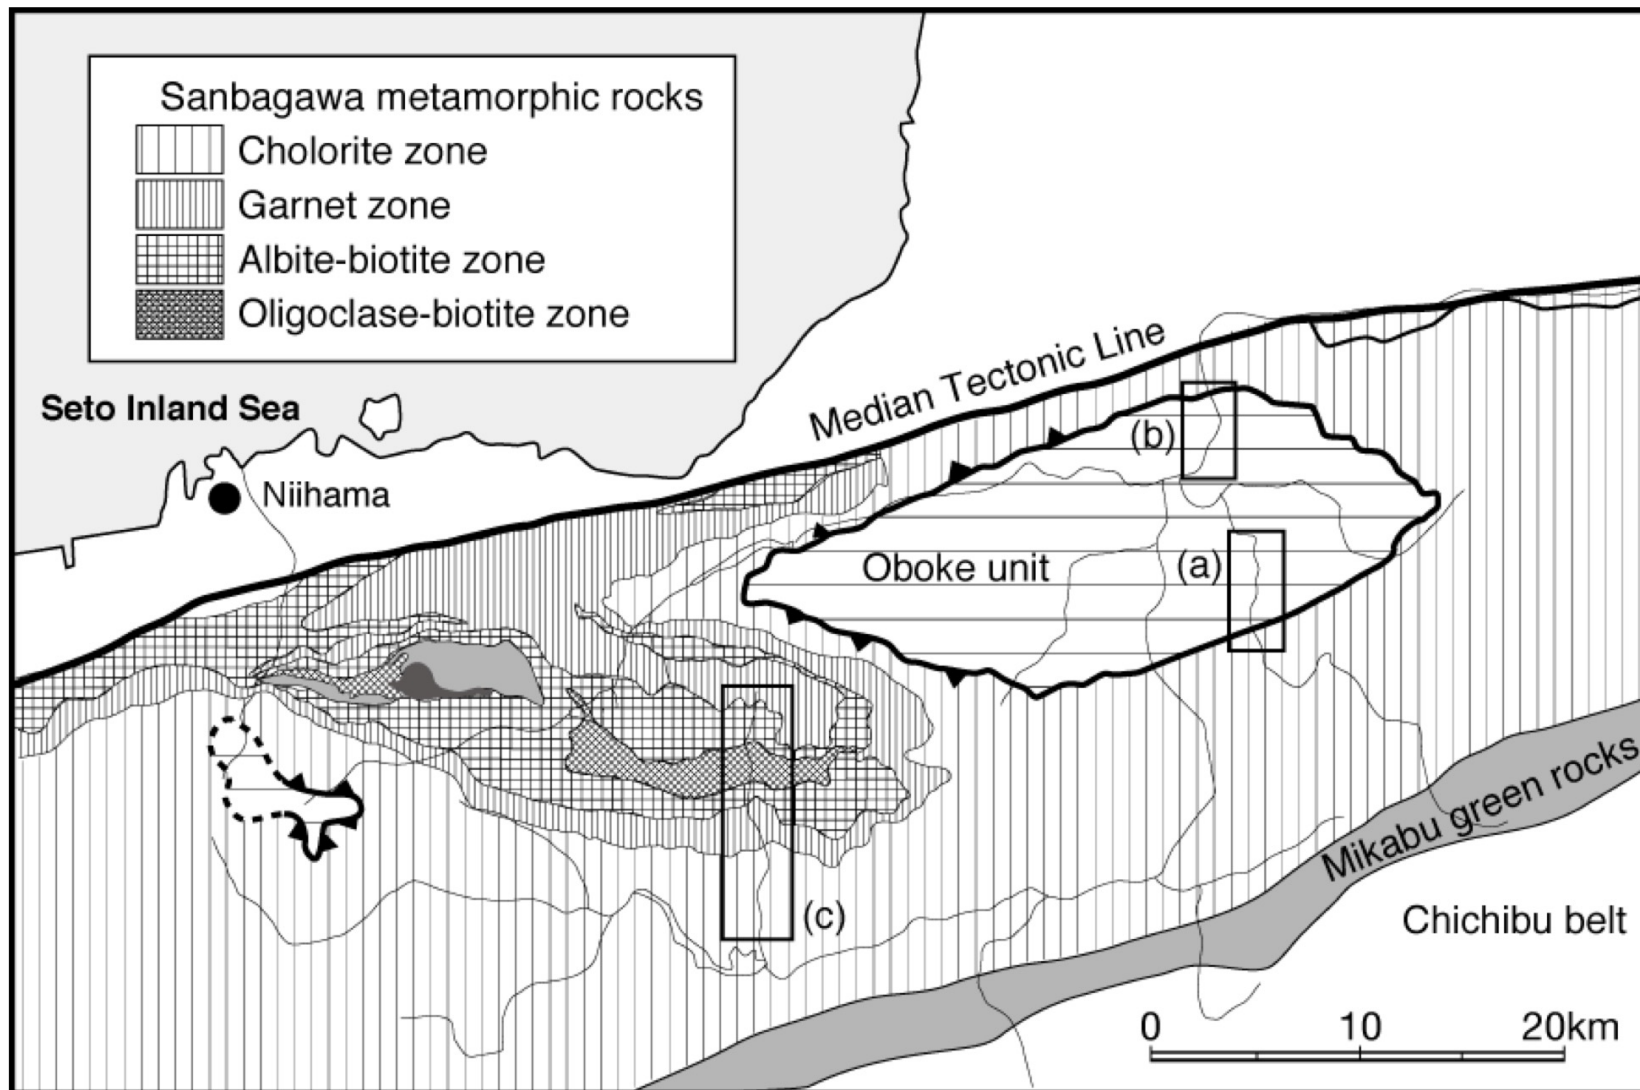 Sanbagawa metamorphic rocks
Cholorite zone
Garnet zone
Albite-biotite zone
Oligoclase-biotite zone
Seto Inland Sea
Niihama
Median Tectonic Line
(b)
Oboke unit
(a)
(c)
Mikabu green rocks
Chichibu belt
0 10 20km